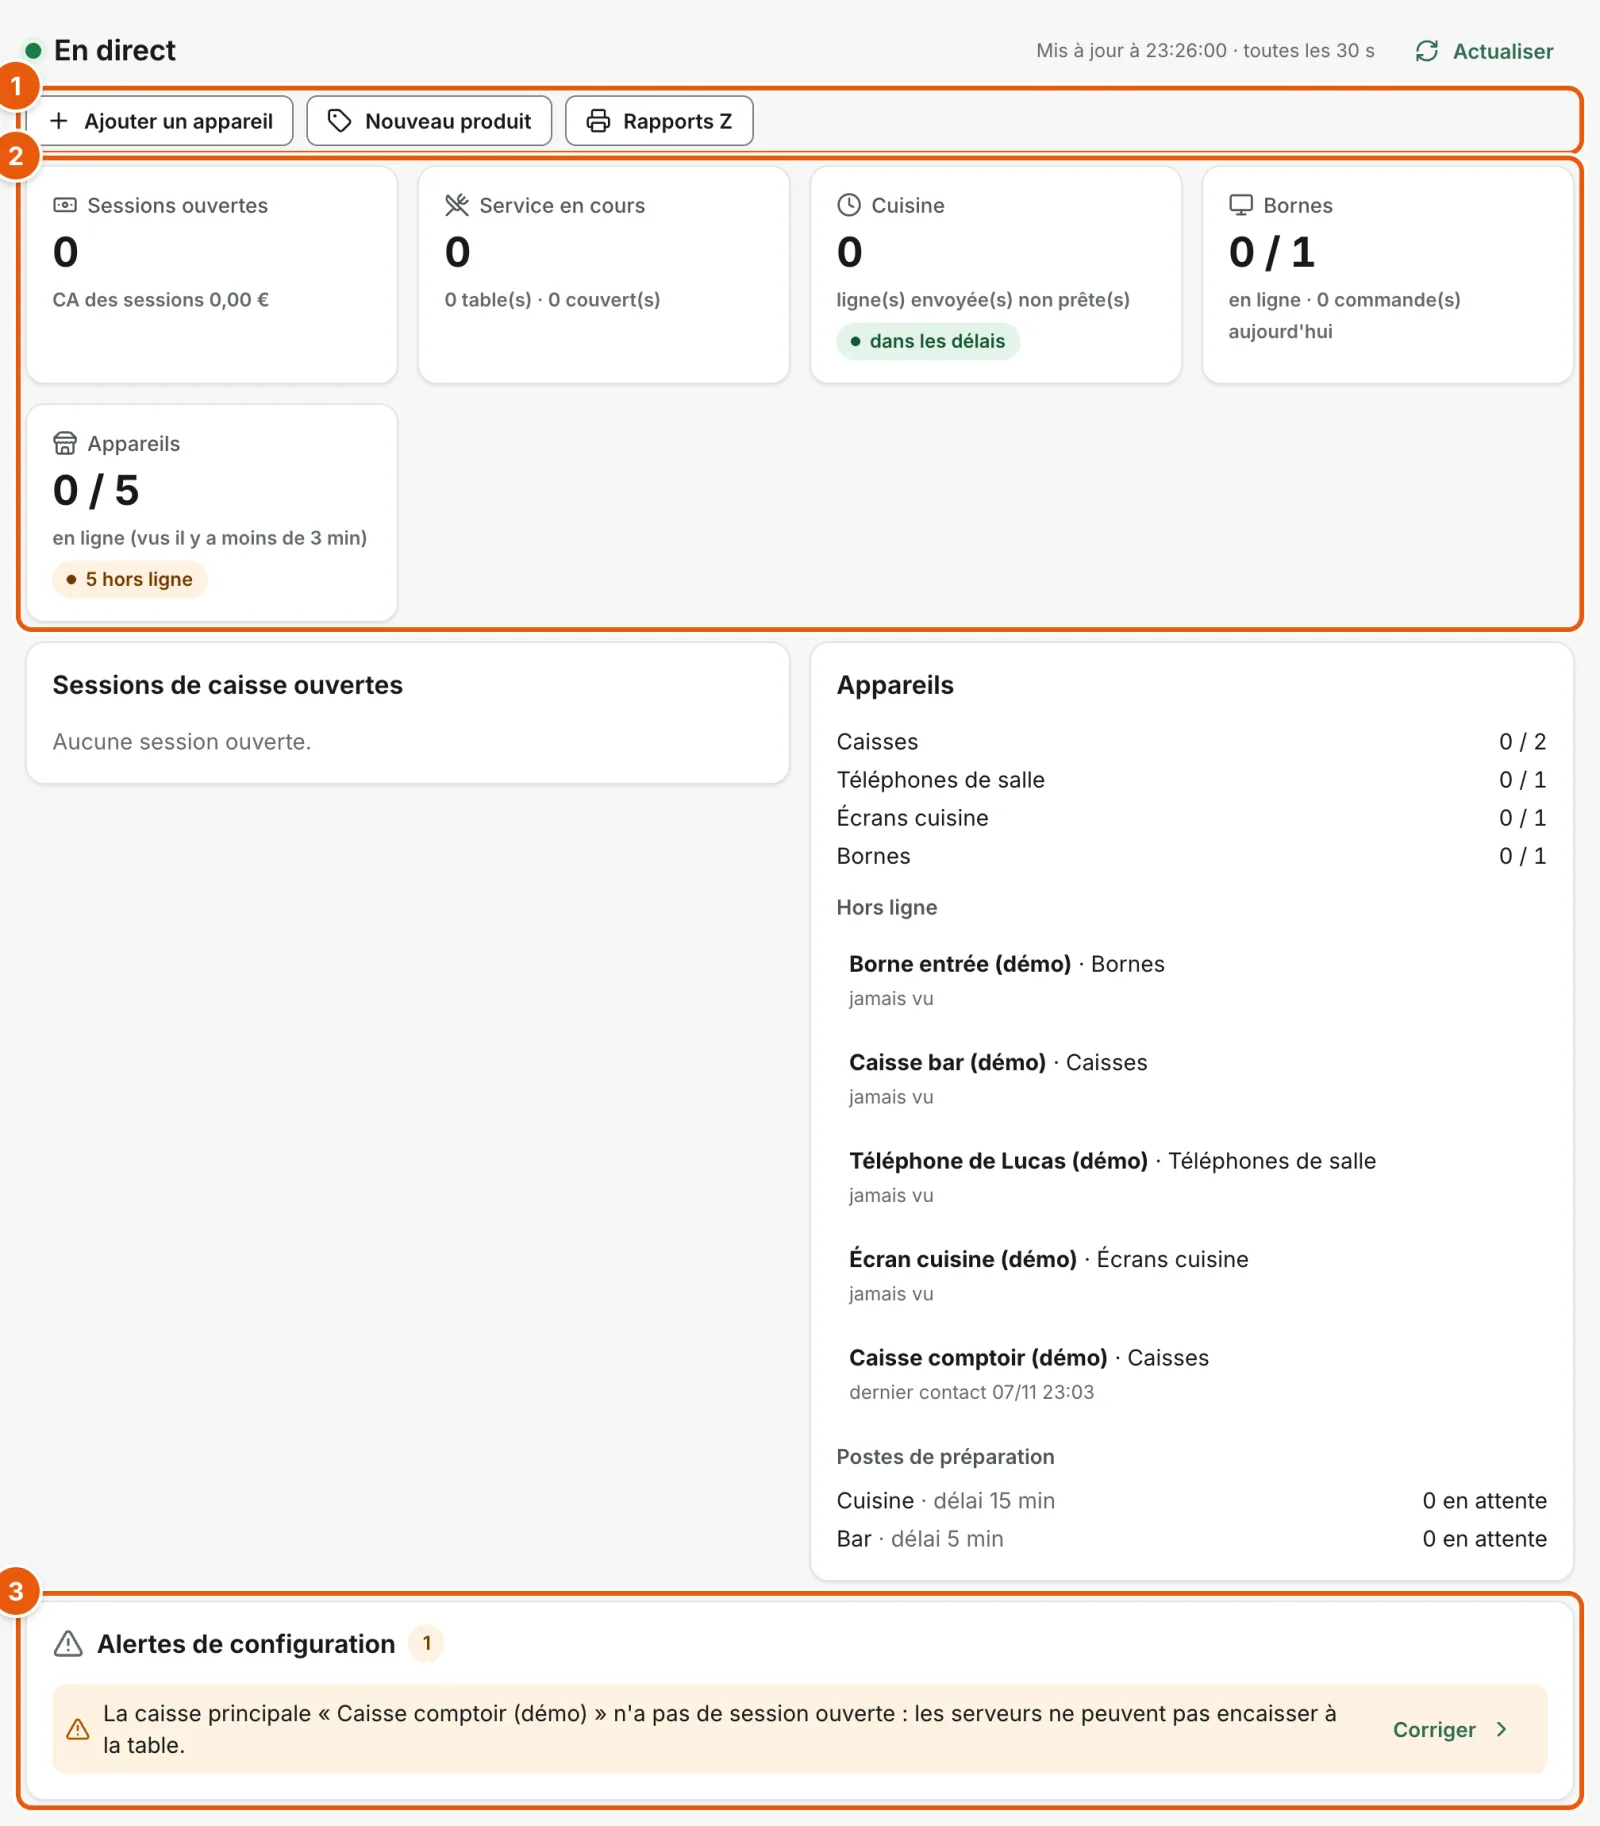 En direct
Mis à jour à 23:26:00 · toutes les 30 s
Actualiser
1
Ajouter un appareil
Nouveau produit
Rapports Z
2
Sessions ouvertes
0
CA des sessions 0,00 €
Service en cours
0
0 table(s) · 0 couvert(s)
Cuisine
0
ligne(s) envoyée(s) non prête(s)
dans les délais
Bornes
0 / 1
en ligne · 0 commande(s)
aujourd'hui
Appareils
0 / 5
en ligne (vus il y a moins de 3 min)
5 hors ligne
Sessions de caisse ouvertes
Aucune session ouverte.
Appareils
Caisses 0 / 2
Téléphones de salle 0 / 1
Écrans cuisine 0 / 1
Bornes 0 / 1
Hors ligne
Borne entrée (démo) · Bornes
jamais vu
Caisse bar (démo) · Caisses
jamais vu
Téléphone de Lucas (démo) · Téléphones de salle
jamais vu
Écran cuisine (démo) · Écrans cuisine
jamais vu
Caisse comptoir (démo) · Caisses
dernier contact 07/11 23:03
Postes de préparation
Cuisine · délai 15 min 0 en attente
Bar · délai 5 min 0 en attente
3
Alertes de configuration 1
La caisse principale « Caisse comptoir (démo) » n'a pas de session ouverte : les serveurs ne peuvent pas encaisser à
la table.
Corriger